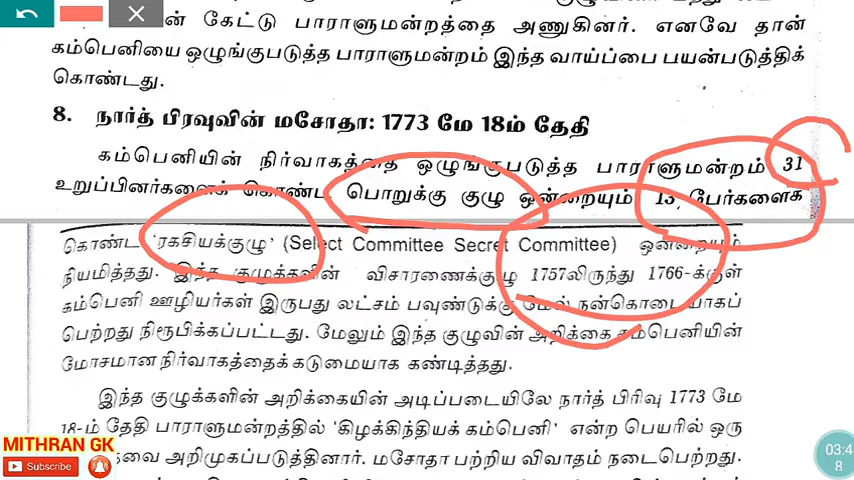 ன் கேட்டு பாராளுமன்றத்தை அணுகினர். எனவே தான்
கம்பெனியை ஒழுங்குபடுத்த பாராளுமன்றம் இந்த வாய்ப்பை பயன்படுத்திக்
கொண்டது.
8. நார்த் பிரவுவின் மசோதா: 1773 மே 18ம் தேதி
கம்பெனியின் நிர்வாகத்தை ஒழுங்குபடுத்த பாராளுமன்றம் 31
உறுப்பினர்களைக் கொண்ட பொறுக்கு குழு ஒன்றையும் 13, பேர்களைக்
கொண்ட 'ரகசியக்குழு' (Select Committee Secret Committee) ஒன்றையும்
நியமித்தது. இந்த குழுக்களின் விசாரணைக்குழு 1757லிருந்து 1766-க்குள்
கம்பெனி ஊழியர்கள் இருபது லட்சம் பவுண்டுக்கு மேல் நன்கொடையாகப்
பெற்றது நிரூபிக்கப்பட்டது. மேலும் இந்த குழுவின் அறிக்கை கம்பெனியின்
மோசமான நிர்வாகத்தைக் கடுமையாக கண்டித்தது.
இந்த குழுக்களின் அறிக்கையின் அடிப்படையிலே நார்த் பிரிவு 1773 மே
18-ம் தேதி பாராளுமன்றத்தில் 'கிழக்கிந்தியக் கம்பெனி' என்ற பெயரில் ஒரு
அறிமுகப்படுத்தினார். மசோதா பற்றிய விவாதம் நடைபெற்றது.
MITHRAN GK
Subscribe
03:4
8